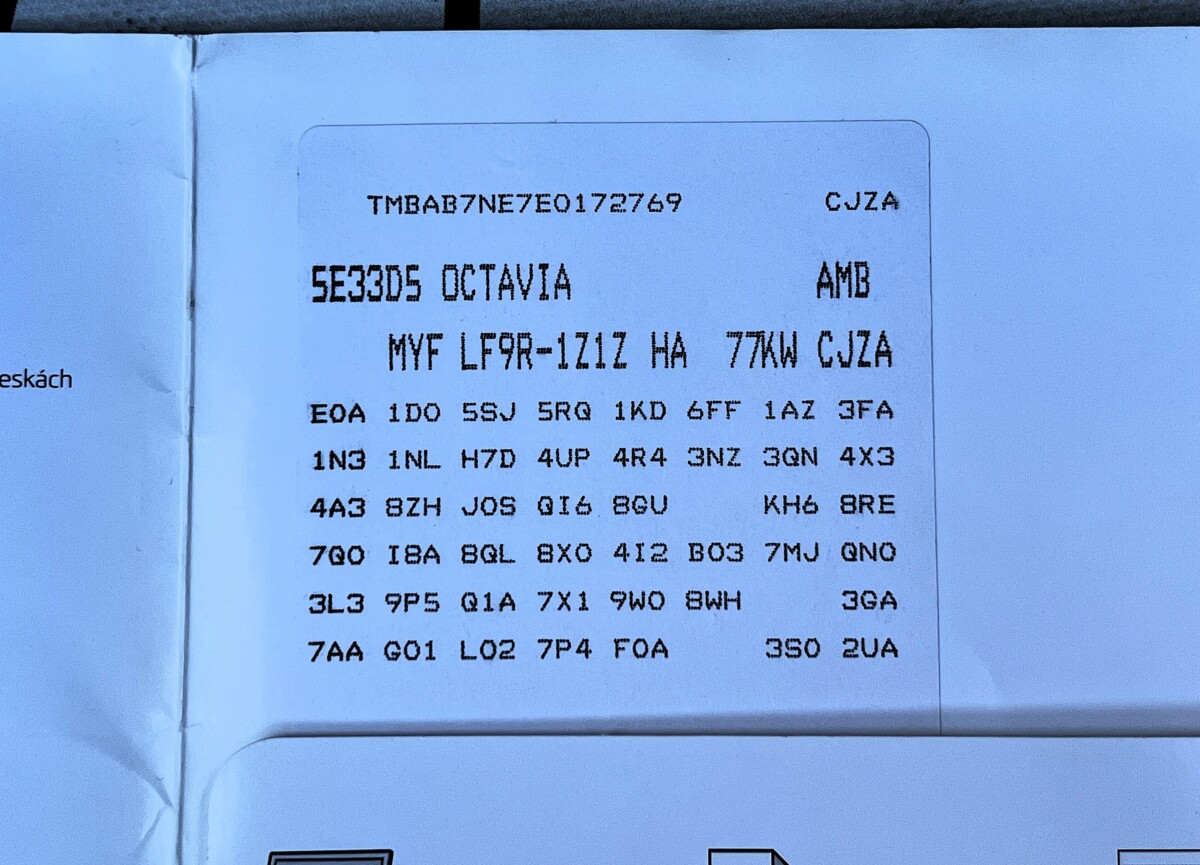 TMBAB7NE7E0172769 CJZA
5E33D5 OCTAVIA AMB
MYF LF9R-1Z1Z HA 77KW CJZA
eskách
E0A 1D0 5SJ 5RQ 1KD 6FF 1AZ 3FA
1N3 1NL H7D 4UP 4R4 3NZ 3QN 4X3
4A3 8ZH J0S QI6 8GU KH6 8RE
7Q0 I8A 8QL 8X0 4I2 B03 7MJ QN0
3L3 9P5 Q1A 7X1 9W0 8WH 3GA
7AA G01 L02 7P4 F0A 3S0 2UA